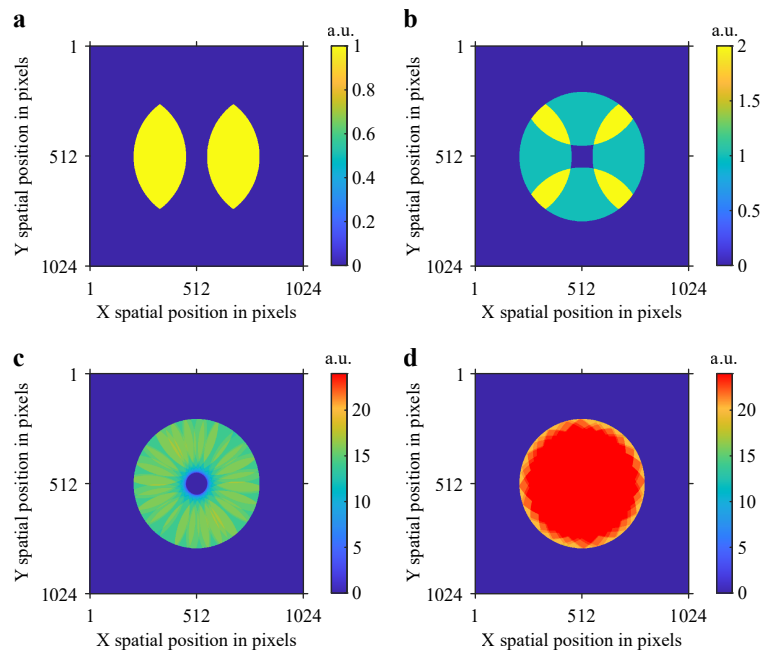 a
a.u.
1
1
Y spatial position in pixels
0.8
0.6
512
0.4
0.2
1024
0
1
512
1024
X spatial position in pixels
b
a.u.
1
2
Y spatial position in pixels
1.5
512
1
0.5
1024
0
1
512
1024
X spatial position in pixels
c
a.u.
1
Y spatial position in pixels
20
15
512
10
5
1024
0
1
512
1024
X spatial position in pixels
d
a.u.
1
Y spatial position in pixels
20
15
512
10
5
1024
0
1
512
1024
X spatial position in pixels